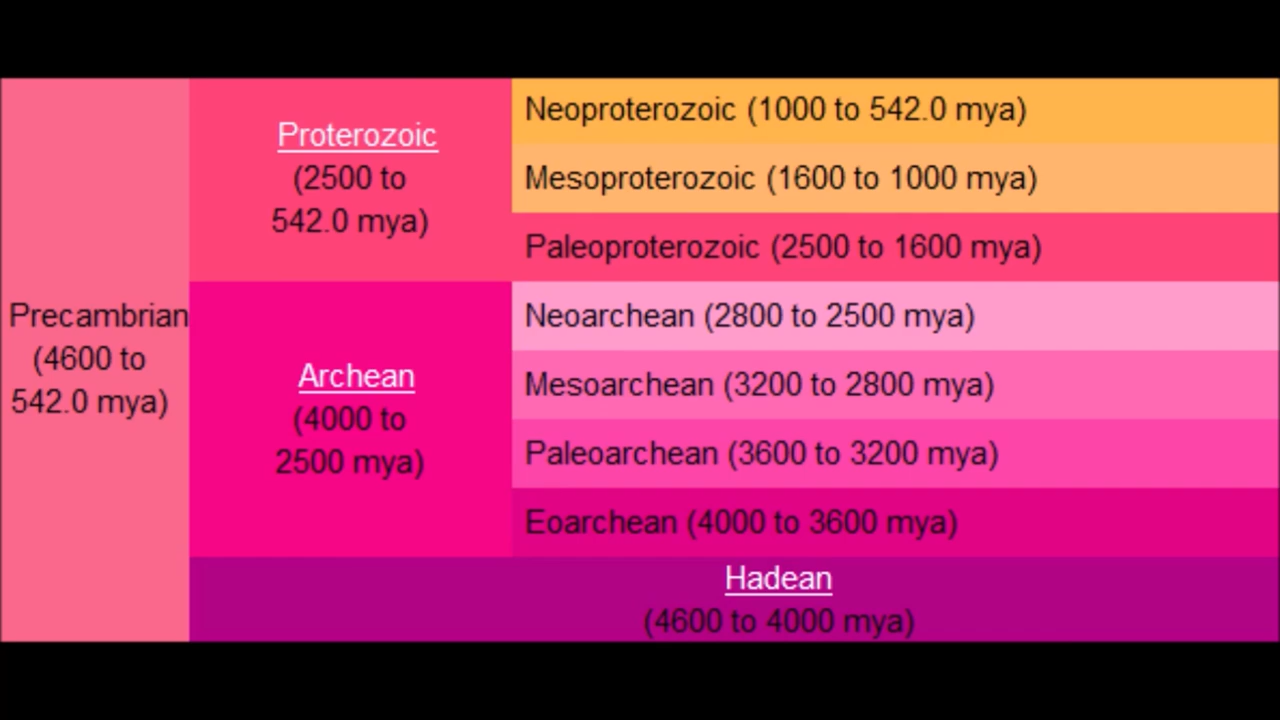 Precambrian
(4600 to
542.0 mya)
Proterozoic
(2500 to
542.0 mya)
Neoproterozoic (1000 to 542.0 mya)
Mesoproterozoic (1600 to 1000 mya)
Paleoproterozoic (2500 to 1600 mya)
Archean
(4000 to
2500 mya)
Neoarchean (2800 to 2500 mya)
Mesoarchean (3200 to 2800 mya)
Paleoarchean (3600 to 3200 mya)
Eoarchean (4000 to 3600 mya)
Hadean
(4600 to 4000 mya)